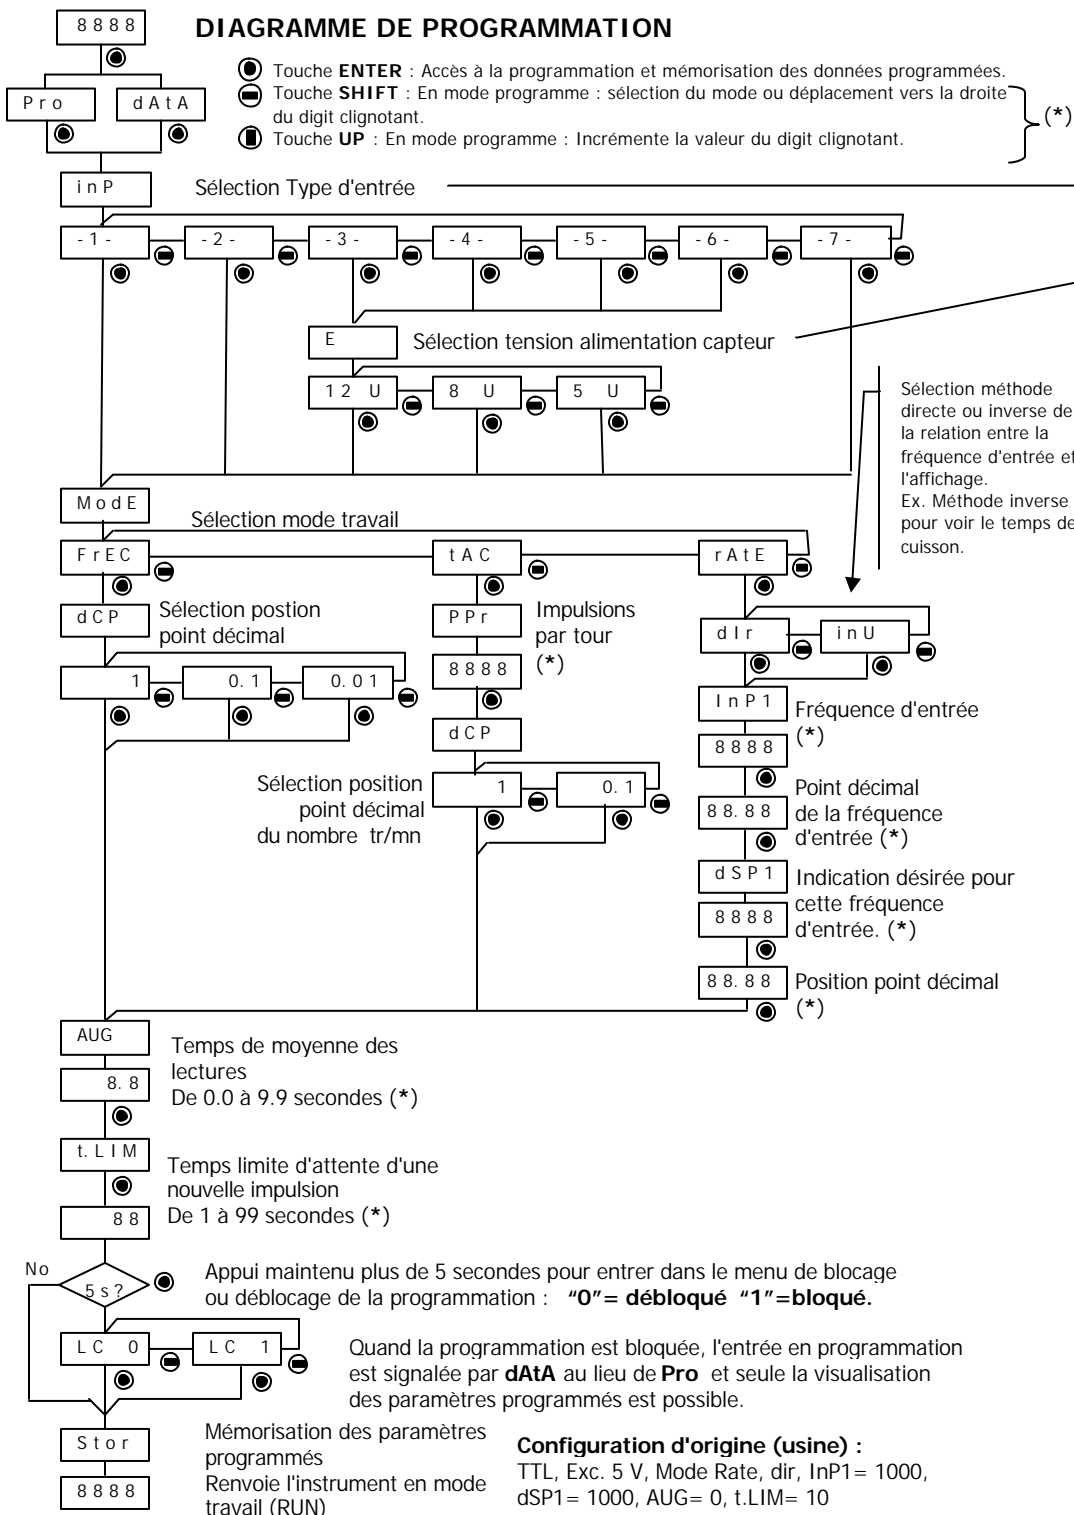 8888
DIAGRAMME DE PROGRAMMATION
Touche ENTER : Accès à la programmation et mémorisation des données programmées.
Touche SHIFT : En mode programme : sélection du mode ou déplacement vers la droite
du digit clignotant.
(*)
Touche UP : En mode programme : Incrémente la valeur du digit clignotant.
Pro
dAtA
inP
Sélection Type d'entrée
-1-
-2-
-3-
-4-
-5-
-6-
-7-
E
Sélection tension alimentation capteur
12 U
8 U
5 U
Sélection méthode
directe ou inverse de
la relation entre la
fréquence d'entrée et
l'affichage.
Ex. Méthode inverse
pour voir le temps de
cuisson.
ModE
Sélection mode travail
FrEC
tAC
rAtE
dCP
Sélection postion
point décimal
1
0.1
0.01
PPr
Impulsions
par tour
(*)
8888
dCP
Sélection position
point décimal
du nombre tr/mn
1
0.1
dIr
inU
InP1
Fréquence d'entrée
(*)
8888
88.88
Point décimal
de la fréquence
d'entrée (*)
dSP1
Indication désirée pour
cette fréquence
d'entrée. (*)
8888
88.88
Position point décimal
(*)
AUG
Temps de moyenne des
lectures
De 0.0 à 9.9 secondes (*)
8.8
t.LIM
Temps limite d'attente d'une
nouvelle impulsion
De 1 à 99 secondes (*)
88
No
5s?
Appui maintenu plus de 5 secondes pour entrer dans le menu de blocage
ou déblocage de la programmation : “0”= débloqué “1”=bloqué.
LC 0
LC 1
Quand la programmation est bloquée, l'entrée en programmation
est signalée par dAtA au lieu de Pro et seule la visualisation
des paramètres programmés est possible.
Stor
Mémorisation des paramètres
programmés
8888
Renvoie l'instrument en mode
travail (RUN)
Configuration d'origine (usine) :
TTL, Exc. 5 V, Mode Rate, dir, InP1= 1000,
dSP1= 1000, AUG= 0, t.LIM= 10